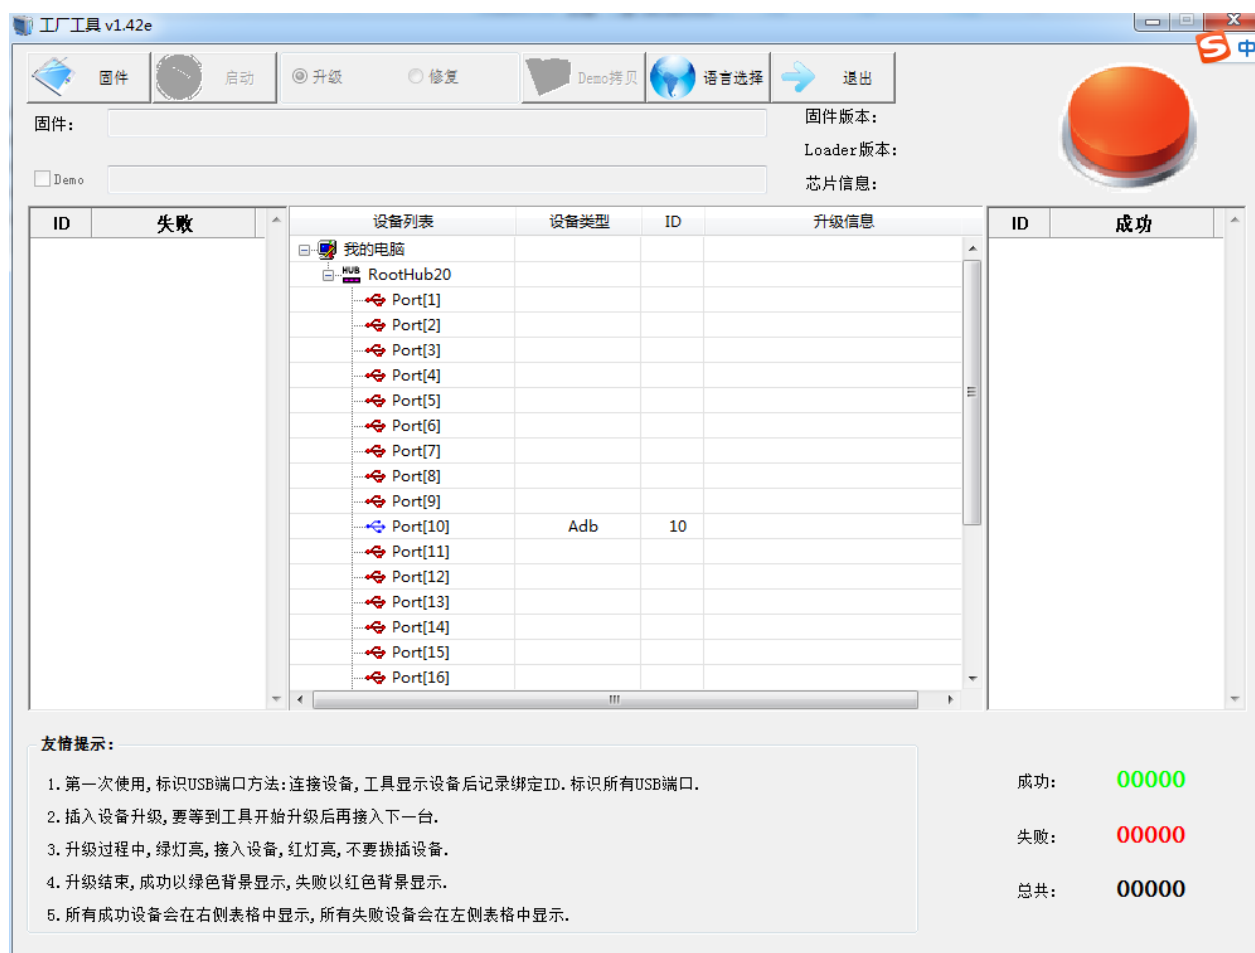 工厂工具 v1.42e
中
固件 启动 升级 修复 Demo拷贝 语言选择 退出
固件: 固件版本:
Loader版本:
Demo 芯片信息:
ID 失败 设备列表 设备类型 ID 升级信息 ID 成功
我的电脑
HUB RootHub20
Port[1]
Port[2]
Port[3]
Port[4]
Port[5]
Port[6]
Port[7]
Port[8]
Port[9]
Port[10] Adb 10
Port[11]
Port[12]
Port[13]
Port[14]
Port[15]
Port[16]
友情提示:
1.第一次使用,标识USB端口方法:连接设备,工具显示设备后记录绑定ID.标识所有USB端口.
2.插入设备升级,要等到工具开始升级后再接入下一台.
3.升级过程中,绿灯亮,接入设备,红灯亮,不要拔插设备.
4.升级结束,成功以绿色背景显示,失败以红色背景显示.
5.所有成功设备会在右侧表格中显示,所有失败设备会在左侧表格中显示.
成功: 00000
失败: 00000
总共: 00000